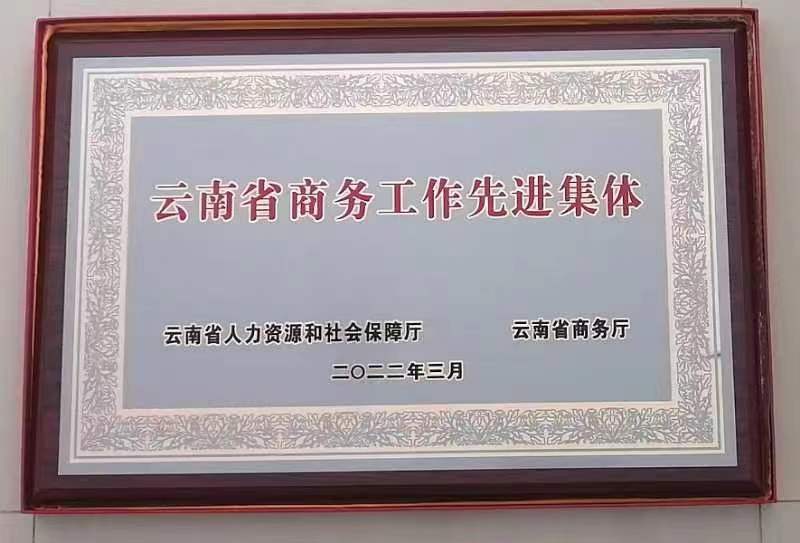 云南省商务工作先进集体
云南省人力资源和社会保障厅 云南省商务厅
二〇二二年三月